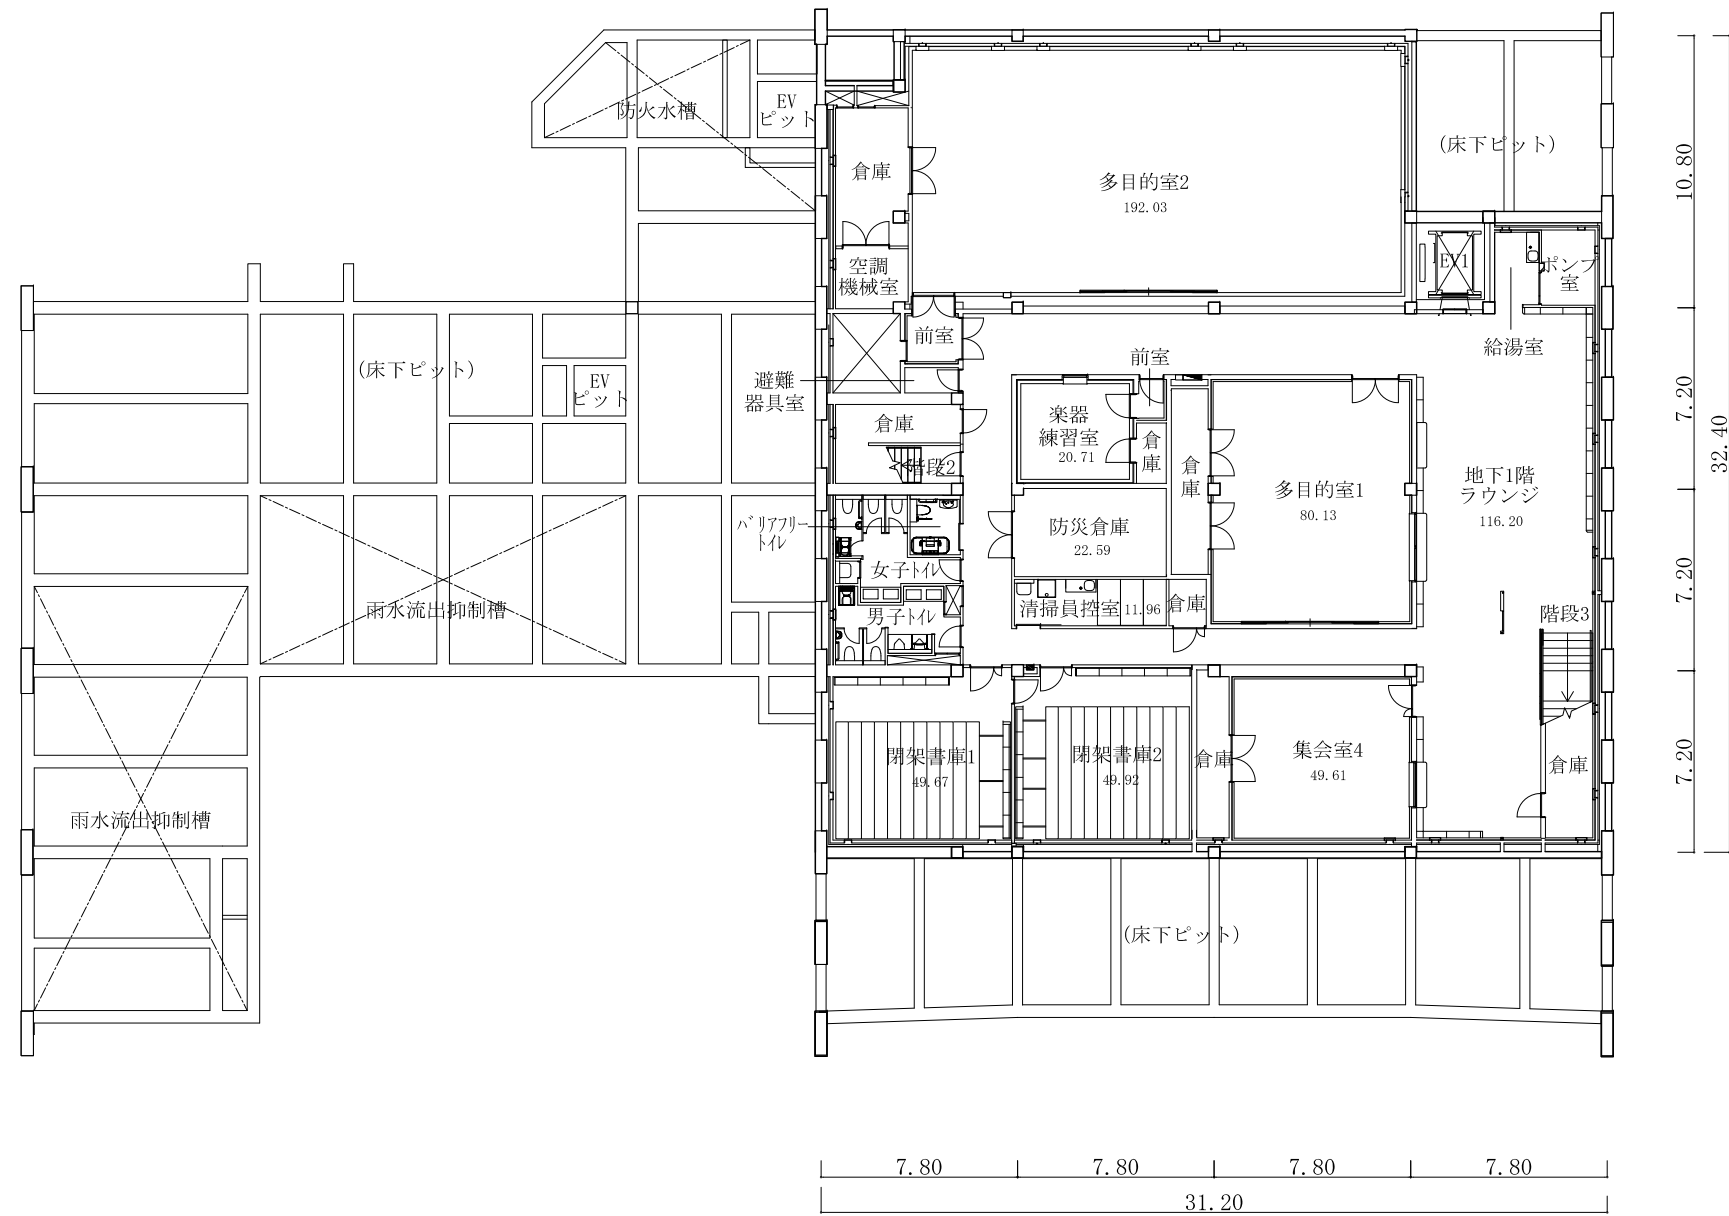 防火水槽
EV
ピット
倉庫
多目的室2
192.03
(床下ピット)
10.80
空調
機械室
EV1
ポンプ
室
前室
給湯室
(床下ピット)
EV
ピット
避難
器具室
前室
倉庫
楽器
練習室
20.71
倉
庫
倉
庫
階段2
多目的室1
80.13
地下1階
ラウンジ
116.20
7.20
32.40
バリアフリー
トイレ
防災倉庫
22.59
女子トイレ
男子トイレ
清掃員控室
11.96
倉庫
階段3
7.20
雨水流出抑制槽
雨水流出抑制槽
閉架書庫1
49.67
閉架書庫2
49.92
倉庫
集会室4
49.61
倉庫
7.20
(床下ピット)
7.80
7.80
7.80
7.80
31.20